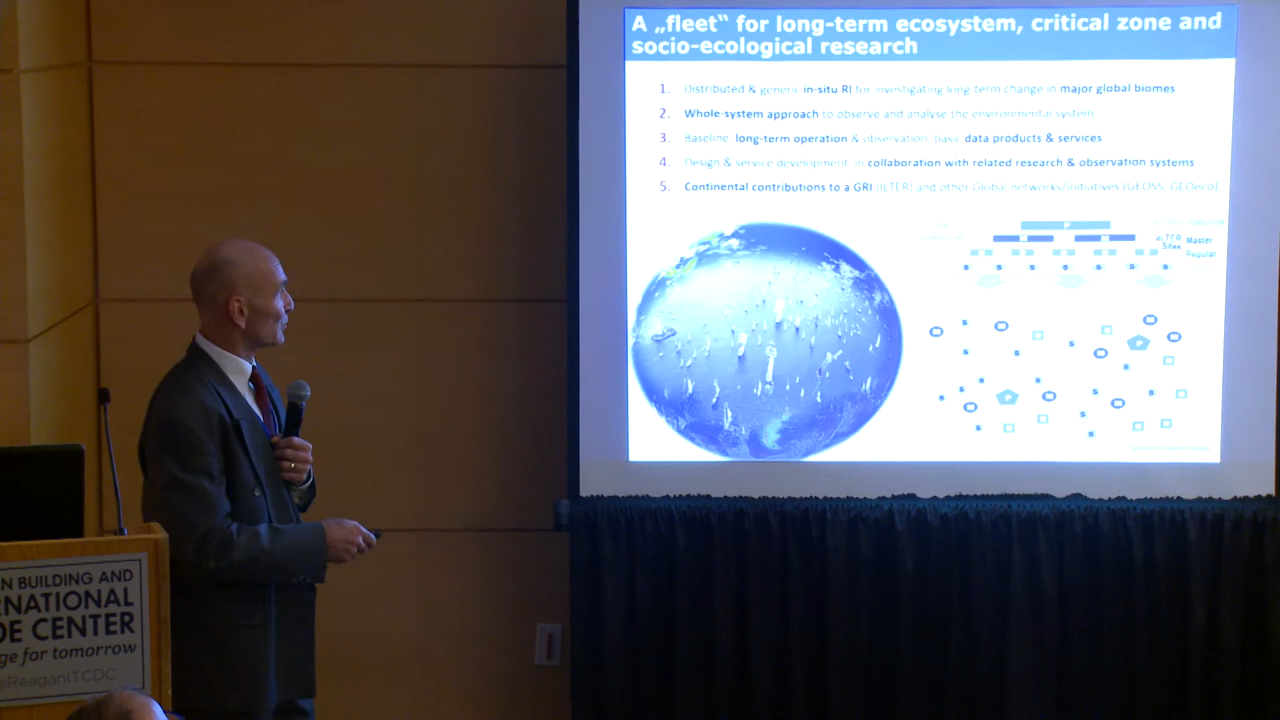 A „fleet“ for long-term ecosystem, critical zone and
socio-ecological research
1. Distributed & generic in-situ RI for investigating long term change in major global biomes
2. Whole-system approach to observe and analyse the environmental system
3. Baseline long-term operation & observation, basic data products & services
4. Design & service development in collaboration with related research & observation systems
5. Continental contributions to a GRI (ILTER) and other Global networks/initiatives (GEOSS, GEOeco)
P
eLTER Master
Sites Regular
S S S S S S S
M S M M M
P
S S M
S
S S S
S P M S M S
M S
S
S
N BUILDING AND
RNATIONAL
DE CENTER
ge for tomorrow
@ReaganITCDC